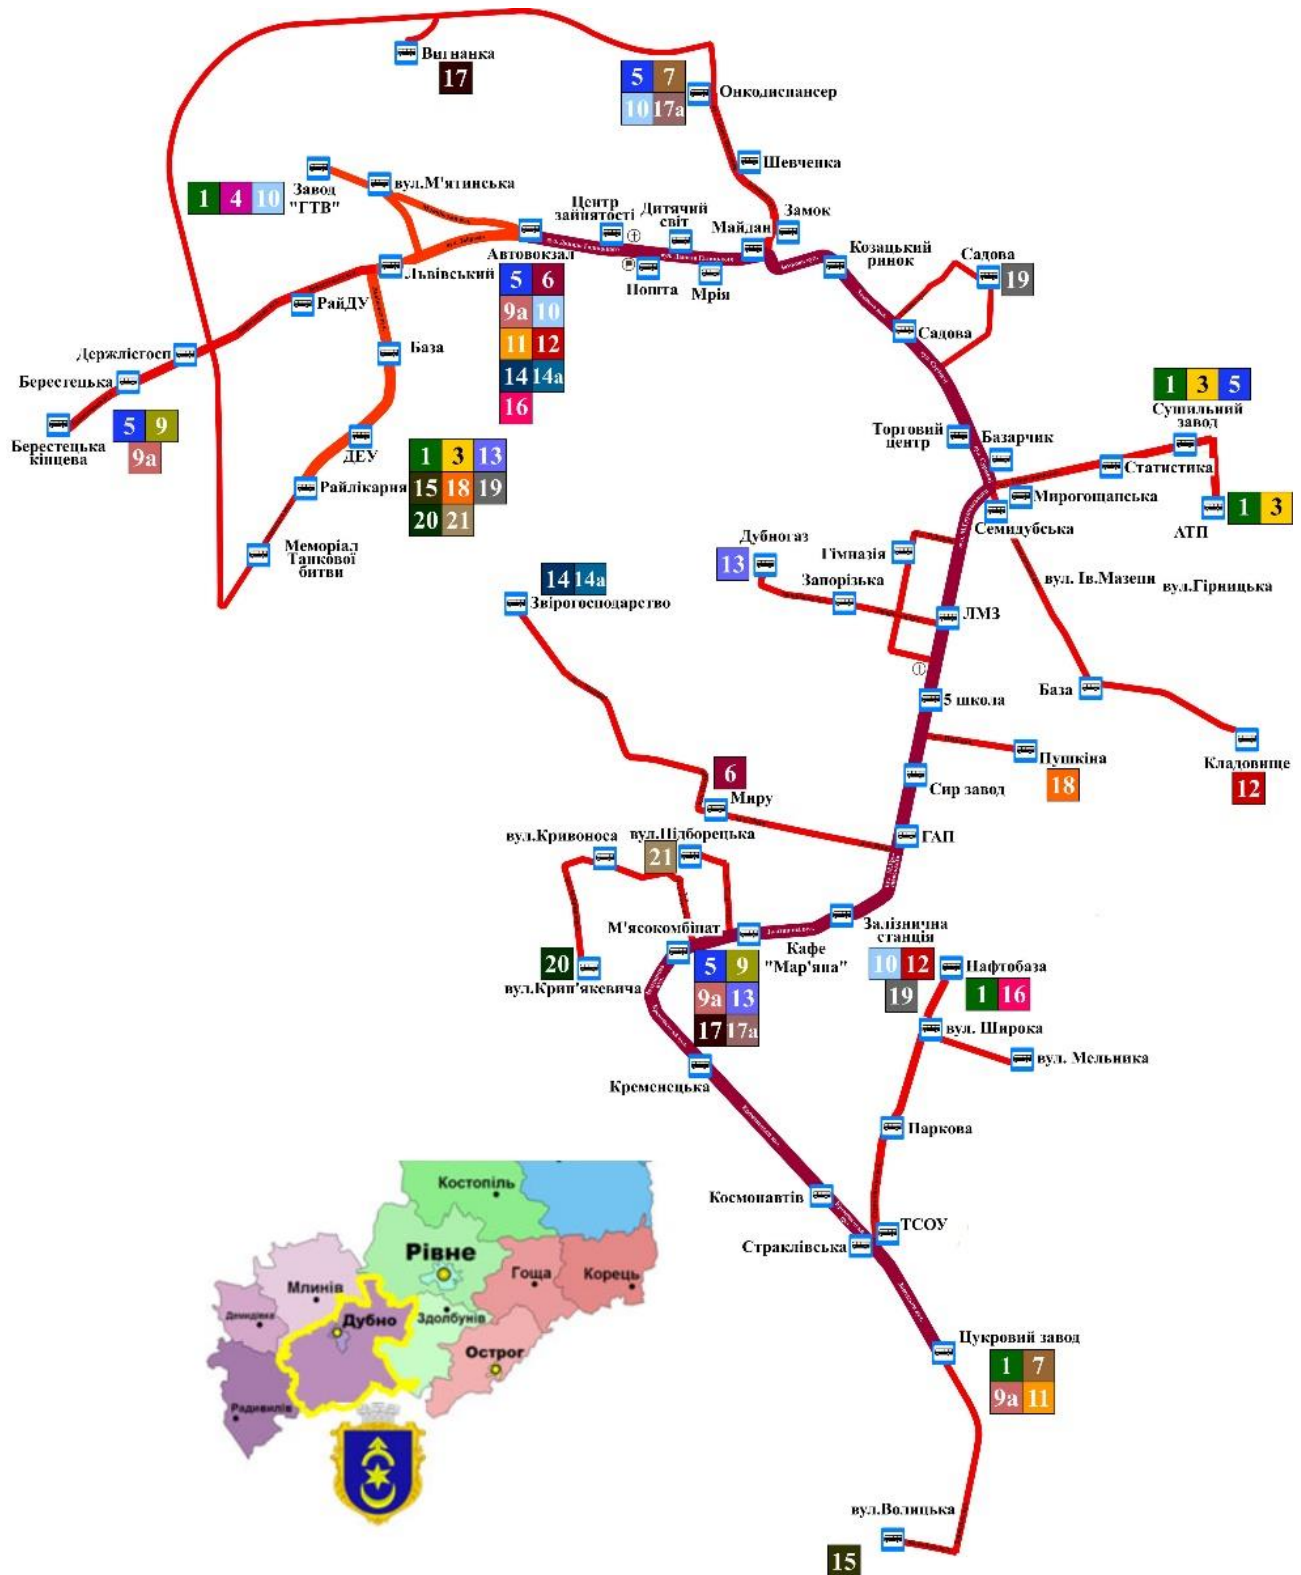 Вигнанка
17
5 7
10 17а
Онкодиспансер
Шевченка
Замок
1 4 10
Завод
"ГТВ"
вул.М'ятинська
Центр
зайнятості
Дитячий
світ
Майдан
Козацький
ринок
Садова
19
Автовокзал
5 6
9а 10
11 12
14 14а
16
Львівський
Пошта
Мрія
РайДУ
Садова
База
Держлісгосп
Берестецька
Берестецька
кінцева
5 9
9а
1 3 5
Сушильний
завод
Торговий
центр
Базарчик
Статистика
Мирогощанська
Семидубська
АТП
1 3
ДЕУ
1 3 13
15 18 19
20 21
Райлікарня
Меморіал
Танкової
битви
Дубногаз
13
Гімназія
Запорізька
вул. Ів.Мазепи
вул.Гірницька
14 14а
Звірогосподарство
ЛМЗ
База
5 школа
Пушкіна
18
Кладовище
12
6
Миру
Сир завод
ГАП
вул.Кривоноса
вул.Підборецька
21
М'ясокомбінат
5 9
9а 13
17 17а
Кафе
"Мар'яна"
Залізнична
станція
10 12
19
Нафтобаза
1 16
20
вул.Крип'якевича
вул. Широка
вул. Мельника
Кременецька
Паркова
Космонавтів
ТСОУ
Страклівська
Костопіль
Рівне
Гоща
Корець
Млинів
Демидівка
Дубно
Здолбунів
Острог
Радивилів
Цукровий завод
1 7
9а 11
вул.Волицька
15